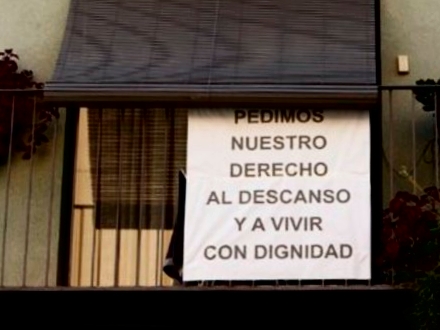 PEDIMOS
NUESTRO
DERECHO
AL DESCANSO
Y A VIVIR
CON DIGNIDAD